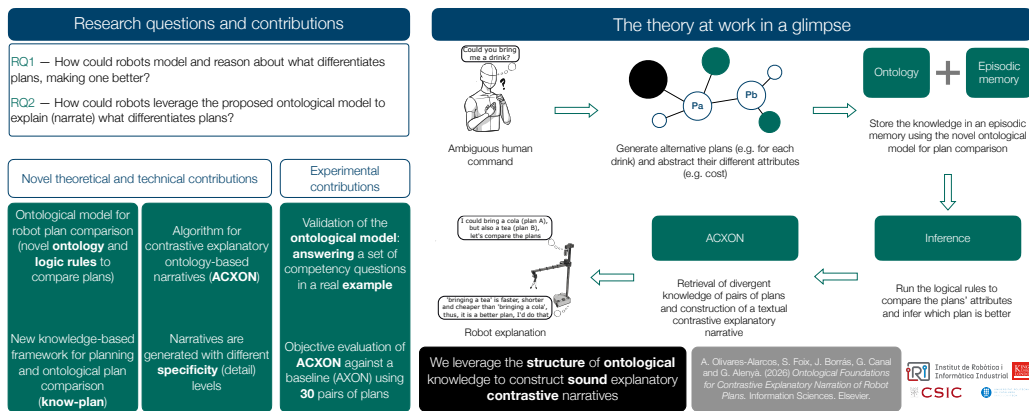 Research questions and contributions
RQ1 — How could robots model and reason about what differentiates
plans, making one better?
RQ2 — How could robots leverage the proposed ontological model to
explain (narrate) what differentiates plans?
Novel theoretical and technical contributions
Experimental
contributions
Ontological model for
robot plan comparison
(novel ontology and
logic rules to
compare plans)
New knowledge-based
framework for planning
and ontological plan
comparison
(know-plan)
Algorithm for
contrastive explanatory
ontology-based
narratives (ACXON)
Narratives are
generated with different
specificity (detail)
levels
Validation of the
ontological model:
answering a set of
competency questions
in a real example
Objective evaluation of
ACXON against a
baseline (AXON) using
30 pairs of plans
The theory at work in a glimpse
Could you bring
me a drink?
?
Ambiguous human
command
Pa
Pb
Generate alternative plans (e.g. for each
drink) and abstract their different attributes
(e.g. cost)
Ontology
+
Episodic
memory
Store the knowledge in an episodic
memory using the novel ontological
model for plan comparison
Inference
Run the logical rules to
compare the plans' attributes
and infer which plan is better
ACXON
Retrieval of divergent
knowledge of pairs of plans
and construction of a textual
contrastive explanatory
narrative
I could bring a cola (plan A),
but also a tea (plan B),
let's compare the plans
'bringing a tea' is faster, shorter
and cheaper than 'bringing a cola',
thus, it is a better plan, I'd do that
Robot explanation
We leverage the structure of ontological
knowledge to construct sound explanatory
contrastive narratives
A. Olivares-Alarcos, S. Foix, J. Borràs, G. Canal
and G. Alenyà. (2026) Ontological Foundations
for Contrastive Explanatory Narration of Robot
Plans. Information Sciences. Elsevier.
iRi
Institut de Robòtica i
Informàtica Industrial
KING
CSIC